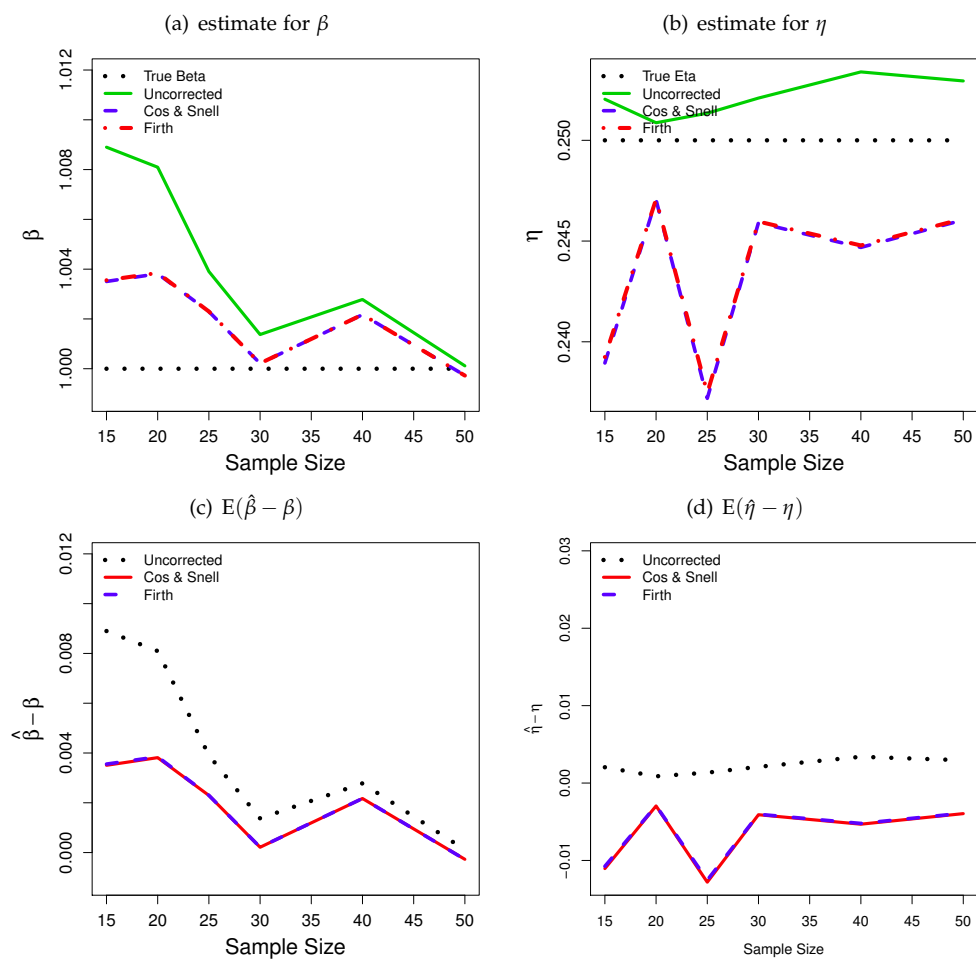 (a) estimate for β
True Beta
Uncorrected
Cos & Snell
Firth
1.012
1.008
1.004
1.000
β
15 20 25 30 35 40 45 50
Sample Size
(b) estimate for η
True Eta
Uncorrected
Cos & Snell
Firth
0.250
0.245
0.240
η
15 20 25 30 35 40 45 50
Sample Size
(c) E(β̂ − β)
Uncorrected
Cos & Snell
Firth
0.012
0.008
0.004
0.000
β̂ − β
15 20 25 30 35 40 45 50
Sample Size
(d) E(η̂ − η)
Uncorrected
Cos & Snell
Firth
0.03
0.02
0.01
0.00
−0.01
η̂ − η
15 20 25 30 35 40 45 50
Sample Size